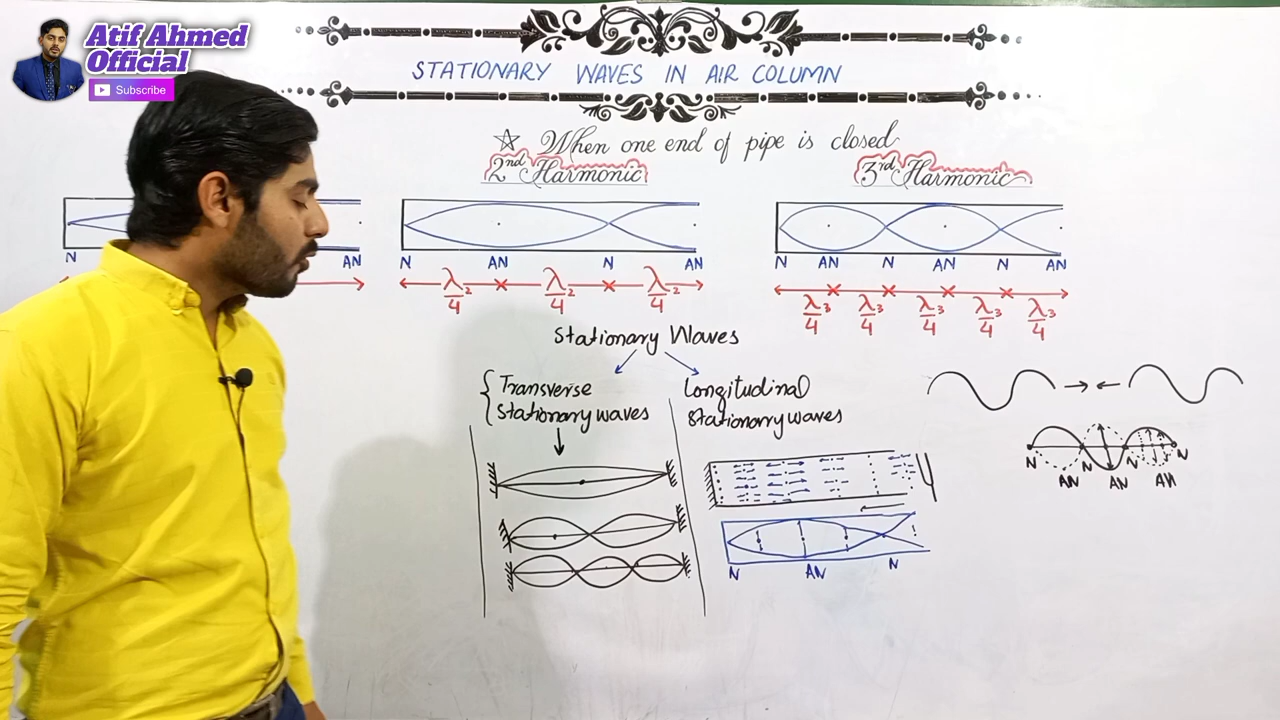 Atif Ahmed
Official
Subscribe
STATIONARY WAVES IN AIR COLUMN
☆ When one end of pipe is closed
2nd Harmonic
3rd Harmonic
N AN
N AN N AN
N AN N AN N AN
λ2/4 λ2/4 λ2/4
λ3/4 λ3/4 λ3/4 λ3/4 λ3/4
Stationary Waves
Transverse
Stationary waves
Longitudinal
Stationary waves
N N N N
AN AN AN
N AN N